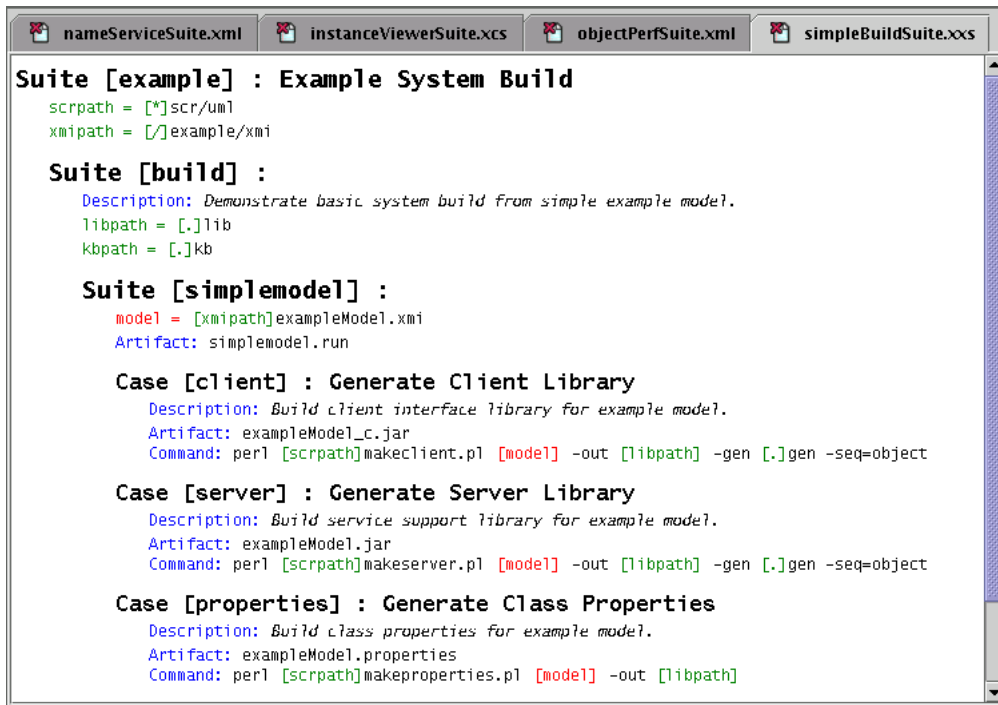 nameServiceSuite.xml instanceViewerSuite.xcs objectPerfSuite.xml simpleBuildSuite.xxs
Suite [example] : Example System Build
scrpath = [*]scr/uml
xmipath = [/]example/xmi
Suite [build] :
Description: Demonstrate basic system build from simple example model.
libpath = [.]lib
kbpath = [.]kb
Suite [simplemodel] :
model = [xmipath]exampleModel.xmi
Artifact: simplemodel.run
Case [client] : Generate Client Library
Description: Build client interface library for example model.
Artifact: exampleModel_c.jar
Command: perl [scrpath]makeclient.pl [model] -out [libpath] -gen [.]gen -seq=object
Case [server] : Generate Server Library
Description: Build service support library for example model.
Artifact: exampleModel.jar
Command: perl [scrpath]makeserver.pl [model] -out [libpath] -gen [.]gen -seq=object
Case [properties] : Generate Class Properties
Description: Build class properties for example model.
Artifact: exampleModel.properties
Command: perl [scrpath]makeproperties.pl [model] -out [libpath]